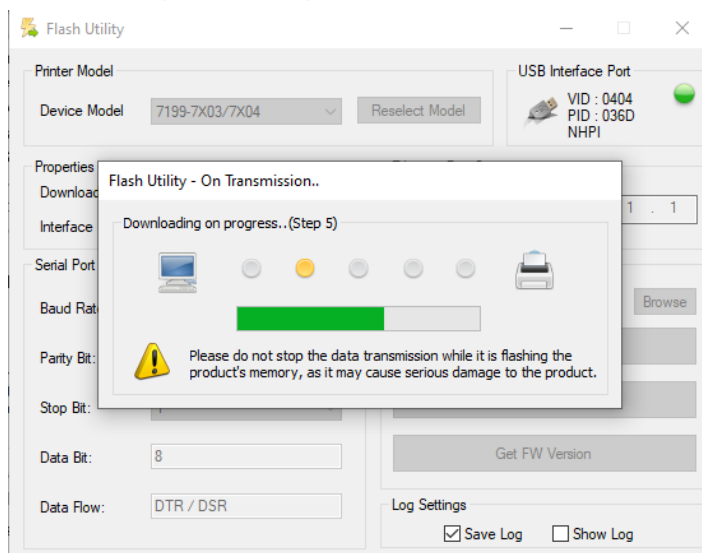 Flash Utility
Printer Model
Device Model
7199-7X03/7X04
Reselect Model
USB Interface Port
VID : 0404
PID : 036D
NHPI
Properties
Flash Utility - On Transmission..
Downloading on progress..(Step 5)
Please do not stop the data transmission while it is flashing the
product's memory, as it may cause serious damage to the product.
Interface
1 . 1
Serial Port
Baud Rat
Browse
Parity Bit:
Stop Bit:
Data Bit:
8
Get FW Version
Data Flow:
DTR / DSR
Log Settings
Save Log
Show Log